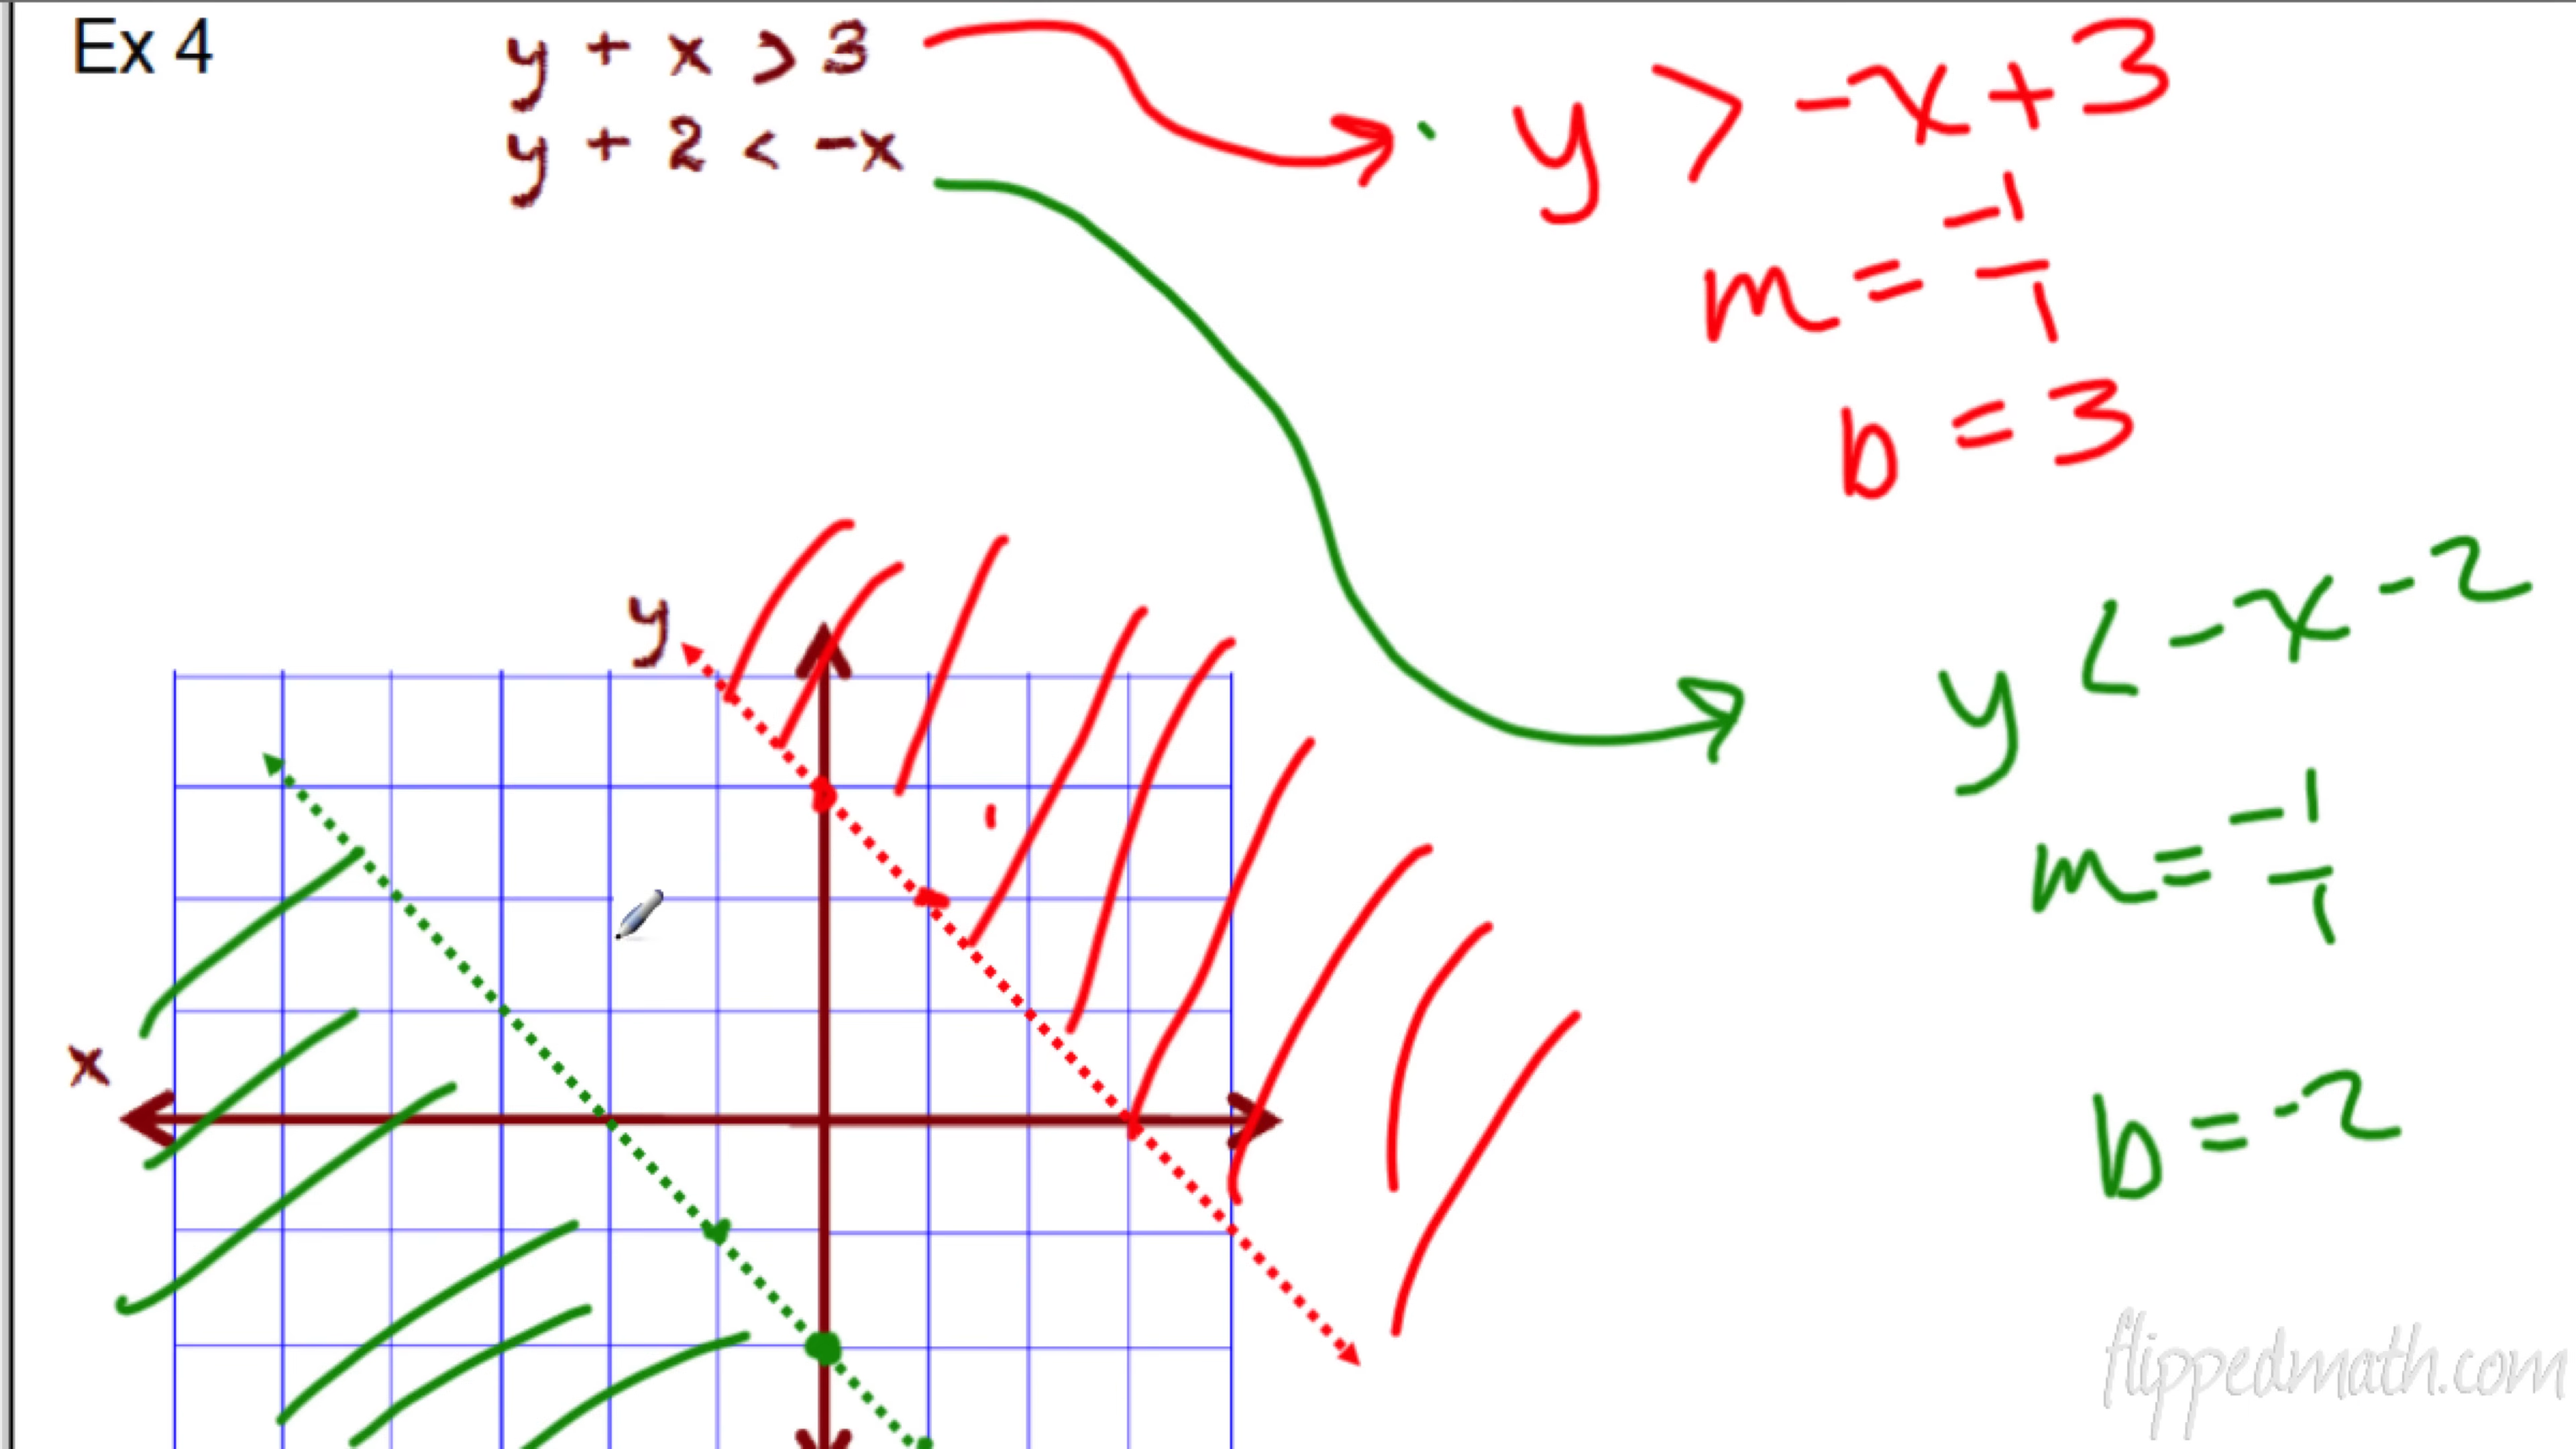 Ex 4
y + x > 3
y + 2 < -x
y > -x + 3
m = -1/1
b = 3
y < -x - 2
m = -1/1
b = -2
y
x
flippedmath.com